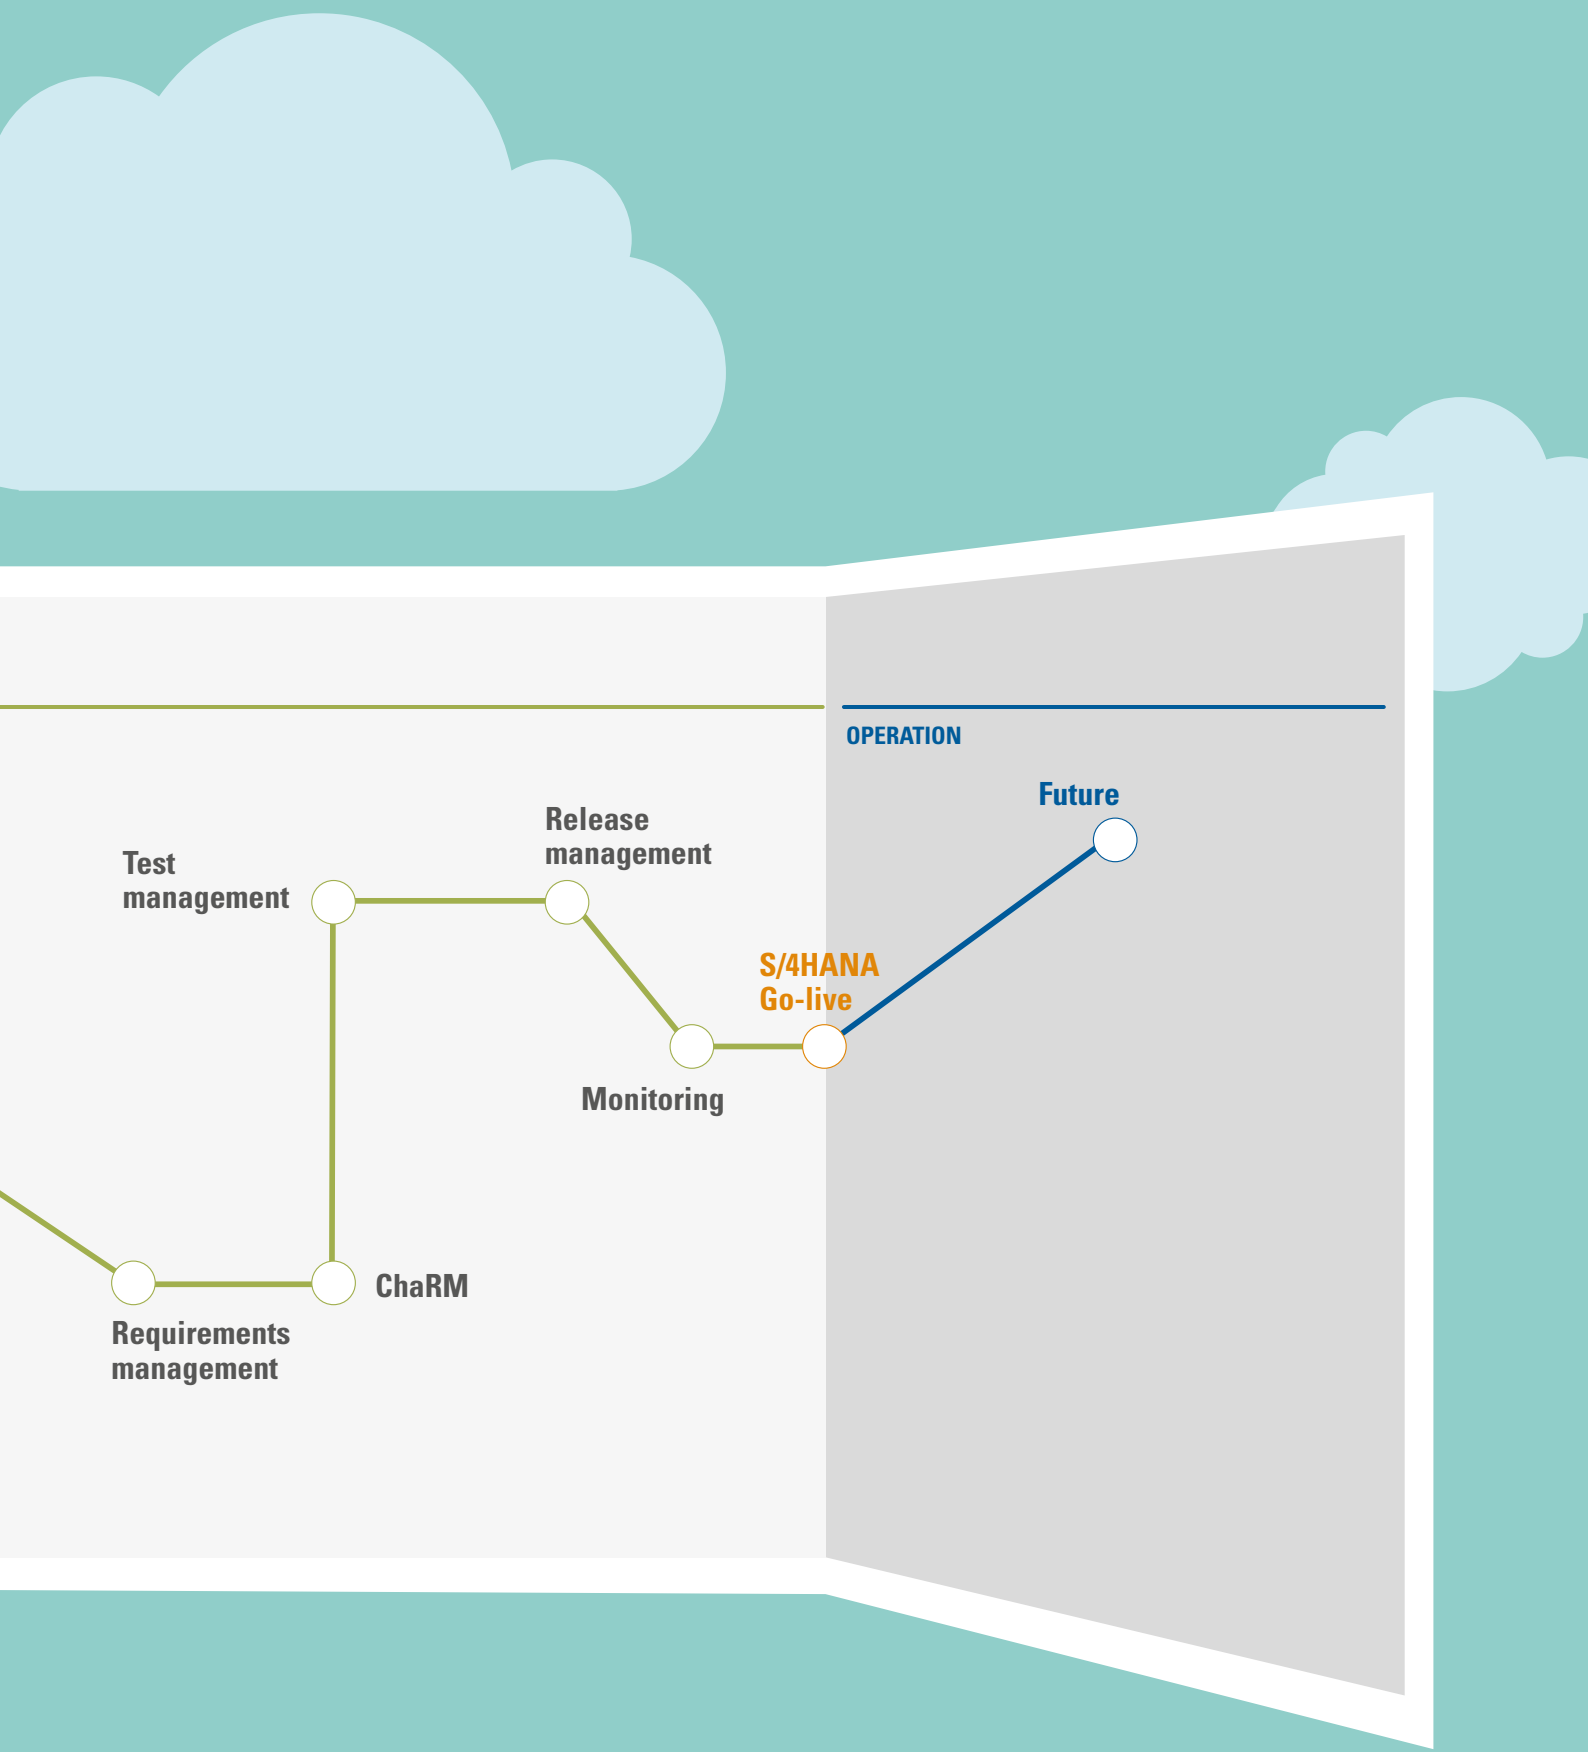 OPERATION
Future
Release
management
Test
management
S/4HANA
Go-live
Monitoring
ChaRM
Requirements
management